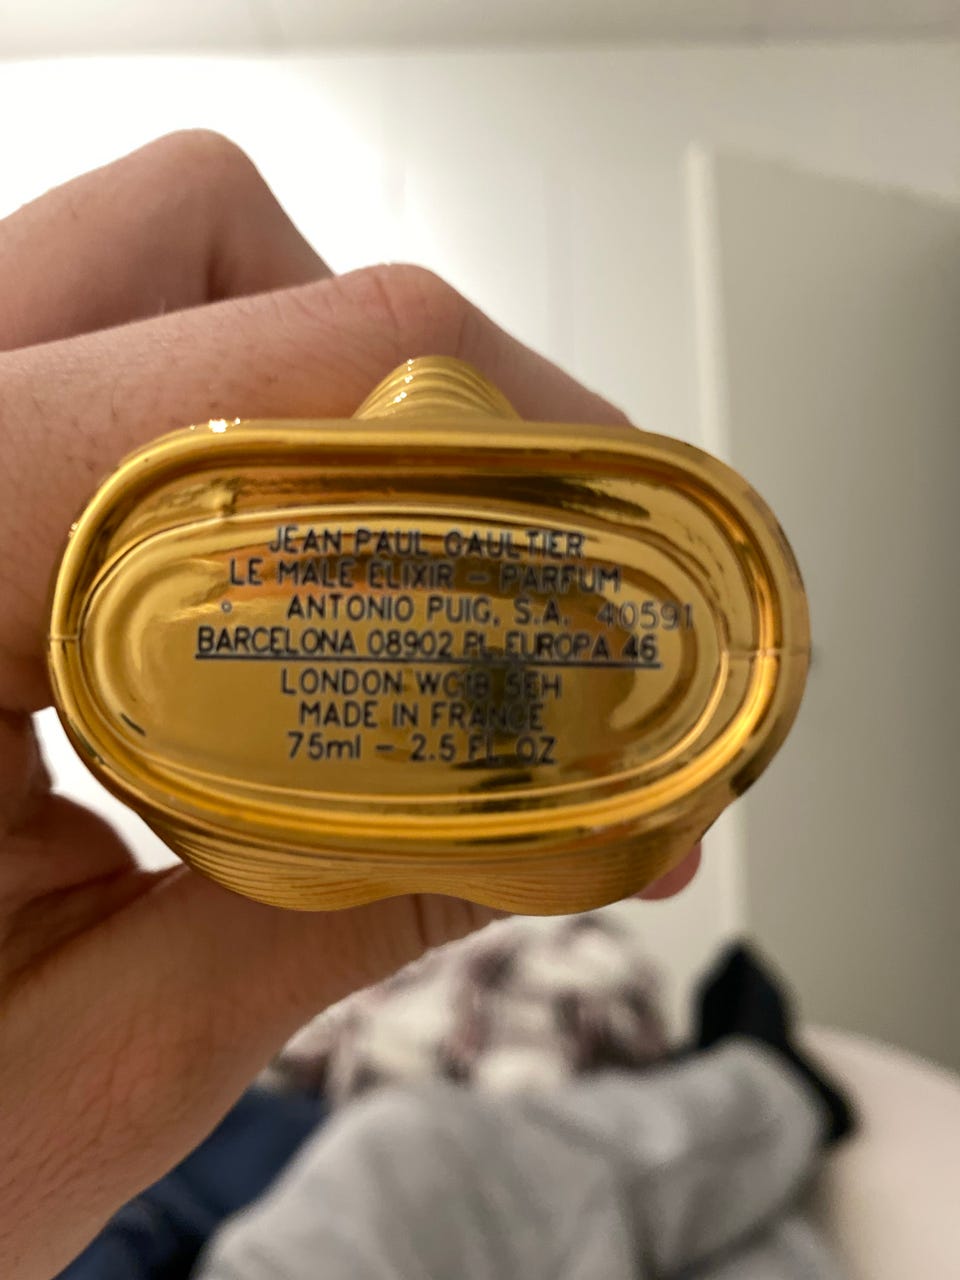 JEAN PAUL GAULTIER
LE MALE ELIXIR – PARFUM
ANTONIO PUIG, S.A. 40591
BARCELONA 08902 PL. EUROPA 46
LONDON WC1B 5EH
MADE IN FRANCE
75ml – 2.5 FL OZ